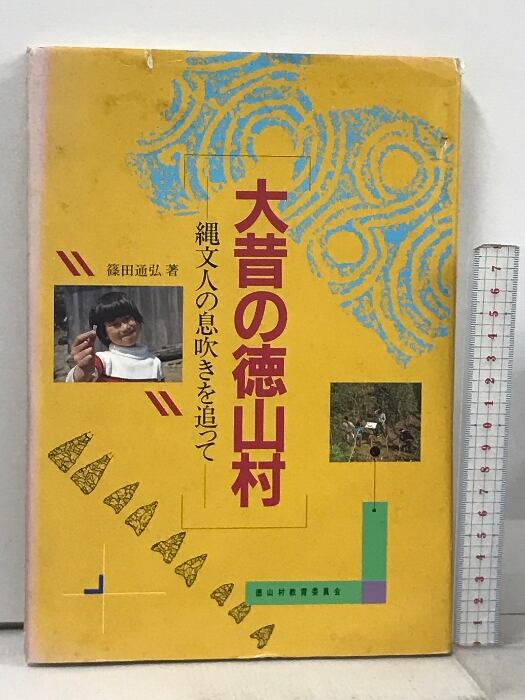 大昔の徳山村
縄文人の息吹きを追って
篠田通弘 著
徳山村教育委員会